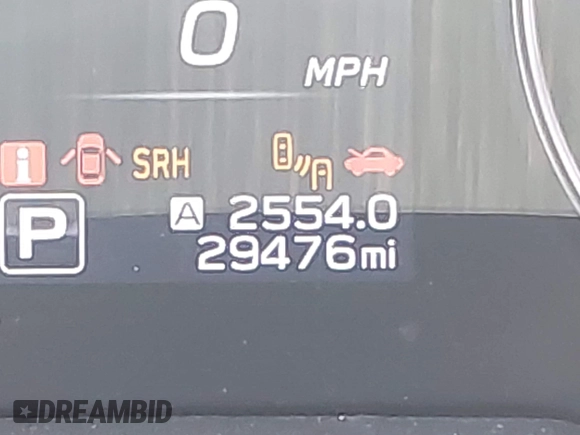 0
MPH
i SRH
P A 2554.0
29476mi
DREAMBID